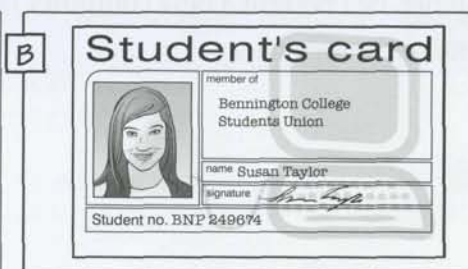 B
Student's card
member of
Bennington College
Students Union
name Susan Taylor
signature
Student no. BNP 249674